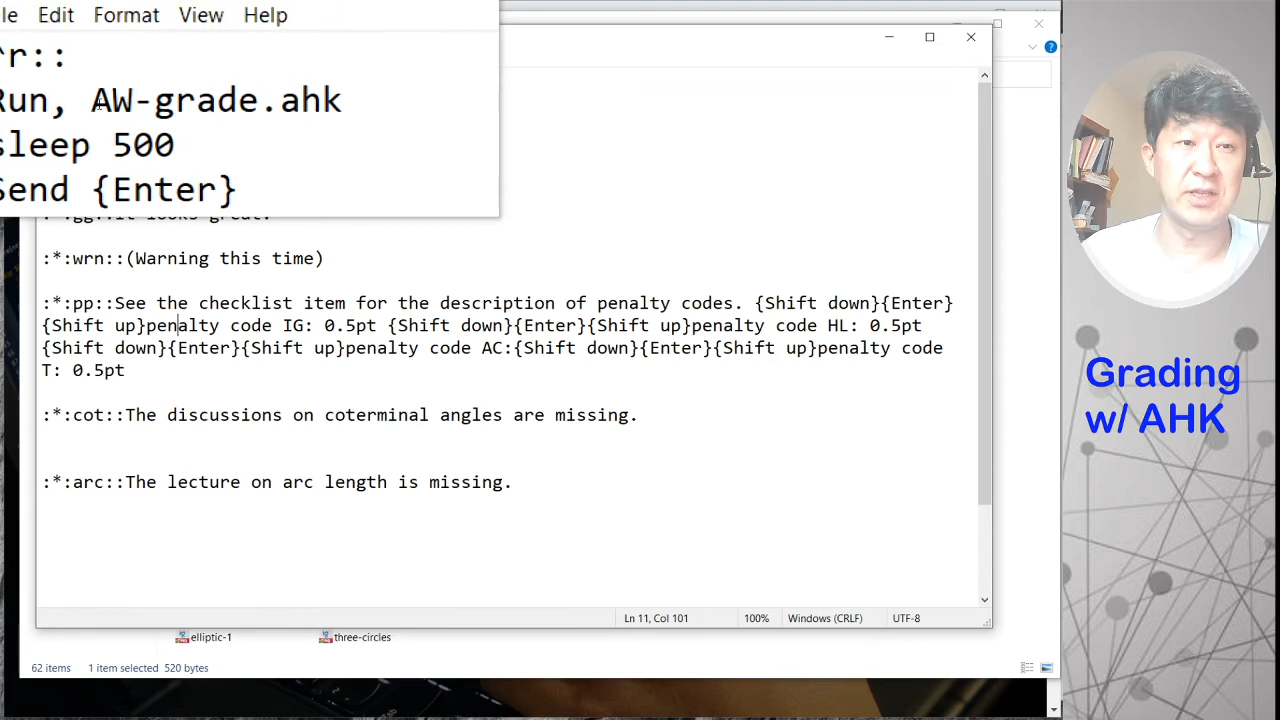 le Edit Format View Help
^r::
Run, AW-grade.ahk
sleep 500
Send {Enter}
:*:gg::It looks great.
:*:wrn::(Warning this time)
:*:pp::See the checklist item for the description of penalty codes. {Shift down}{Enter}
{Shift up}penalty code IG: 0.5pt {Shift down}{Enter}{Shift up}penalty code HL: 0.5pt
{Shift down}{Enter}{Shift up}penalty code AC:{Shift down}{Enter}{Shift up}penalty code
T: 0.5pt
:*:cot::The discussions on coterminal angles are missing.
:*:arc::The lecture on arc length is missing.
Ln 11, Col 101
100%
Windows (CRLF)
UTF-8
elliptic-1
three-circles
62 items
1 item selected
520 bytes
Grading
w/ AHK